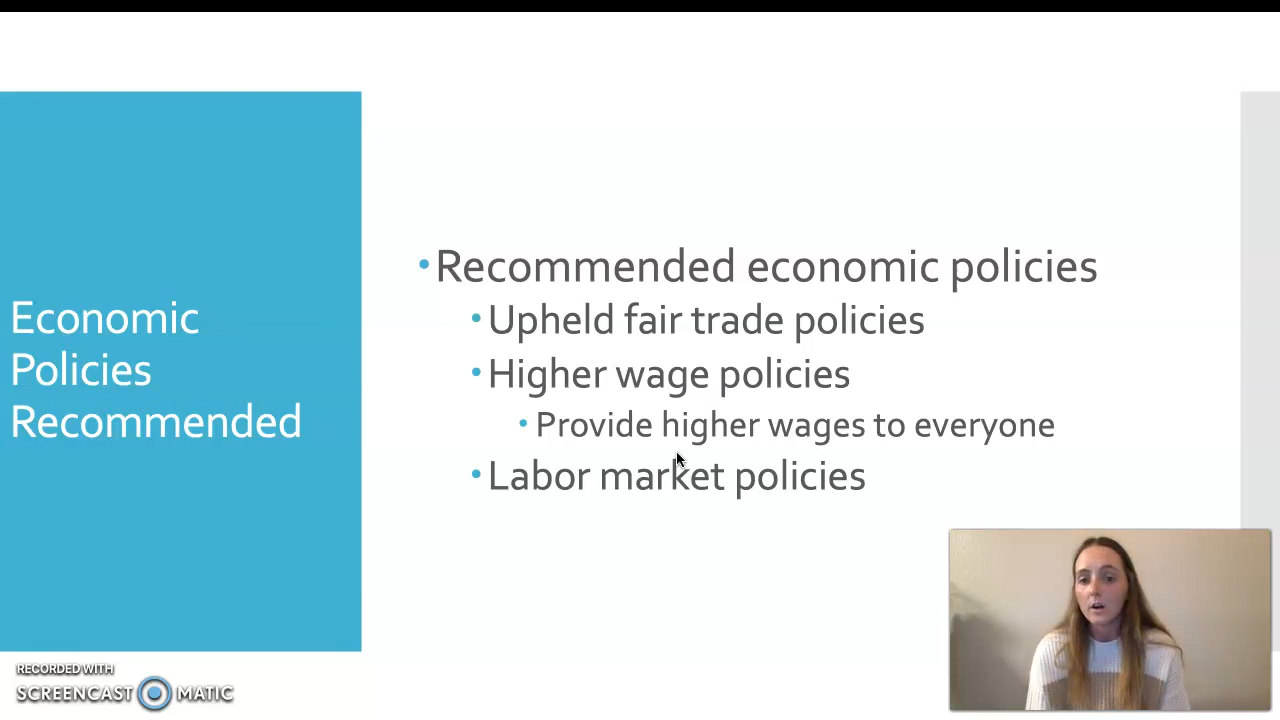 Economic
Policies
Recommended
•Recommended economic policies
•Upheld fair trade policies
•Higher wage policies
•Provide higher wages to everyone
•Labor market policies
RECORDED WITH
SCREENCAST MATIC